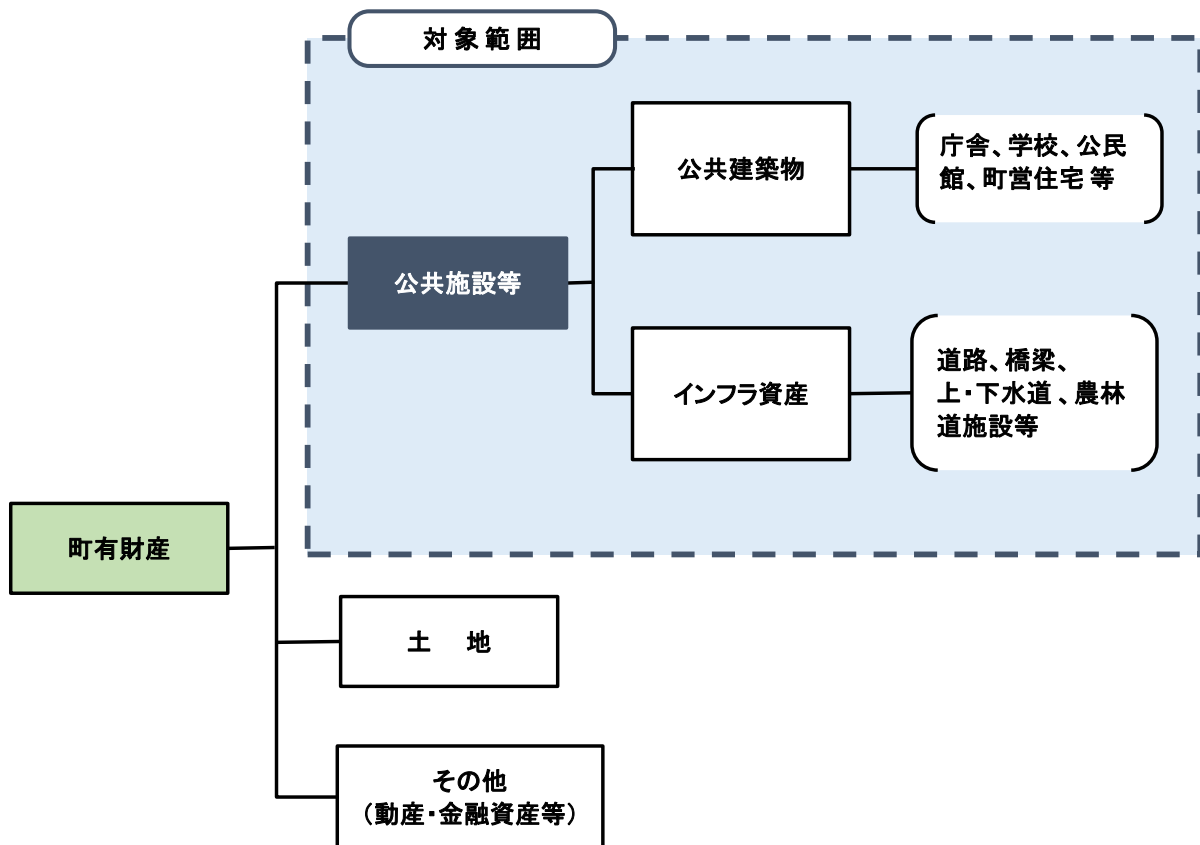 対象範囲
公共建築物
庁舎、学校、公民
館、町営住宅 等
公共施設等
インフラ資産
道路、橋梁、
上・下水道、農林
道施設等
町有財産
土　地
その他
（動産・金融資産等）